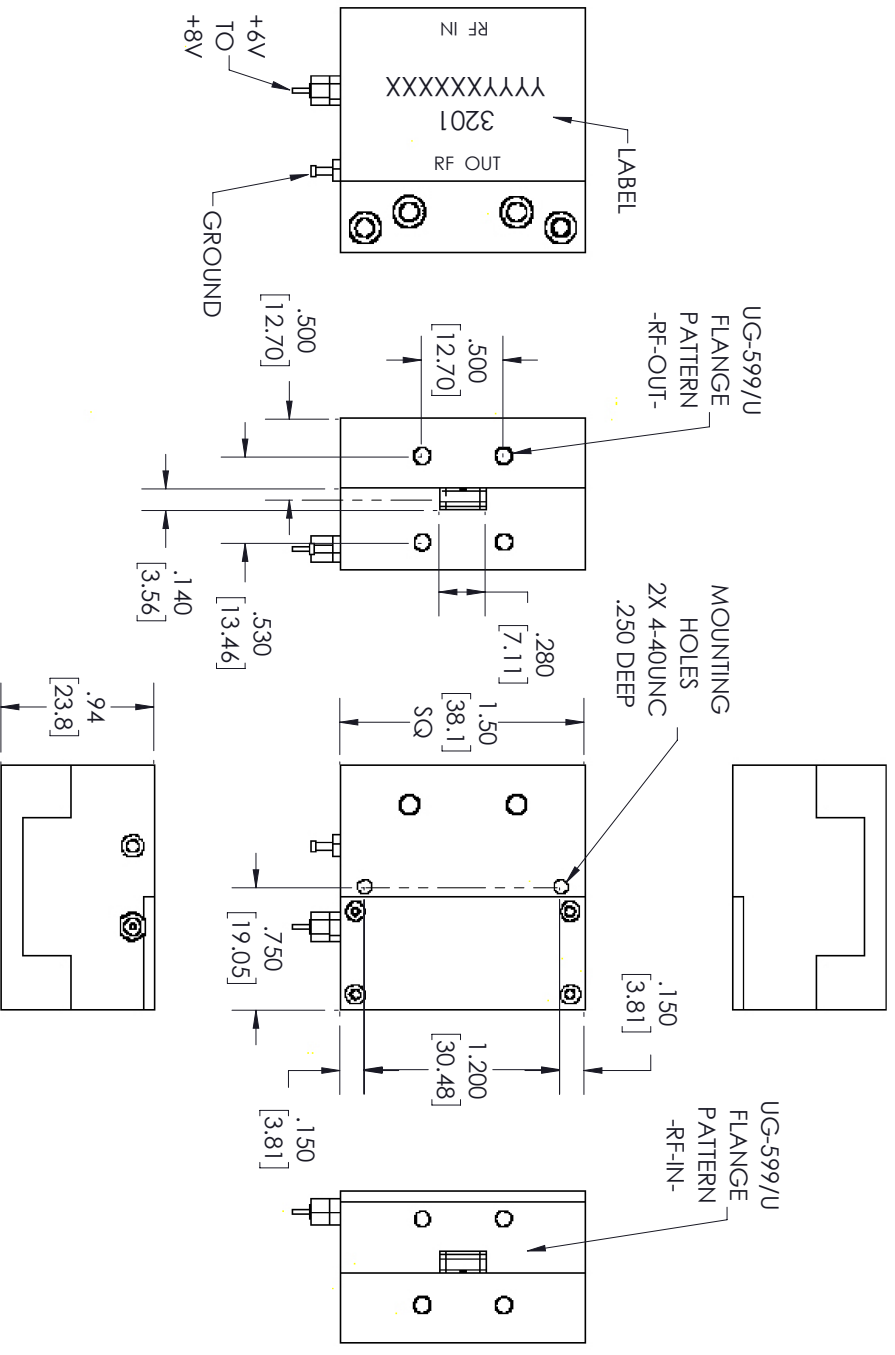 RF IN
YYYYXXXXXXX
3201
RF OUT
+6V
TO
+8V
LABEL
GROUND
UG-599/U
FLANGE
PATTERN
-RF-OUT-
.500
[12.70]
.500
[12.70]
.530
[13.46]
.140
[3.56]
.280
[7.11]
MOUNTING
HOLES
2X 4-40UNC
.250 DEEP
1.50
[38.1]
SQ
.94
[23.8]
.750
[19.05]
.150
[3.81]
1.200
[30.48]
.150
[3.81]
UG-599/U
FLANGE
PATTERN
-RF-IN-